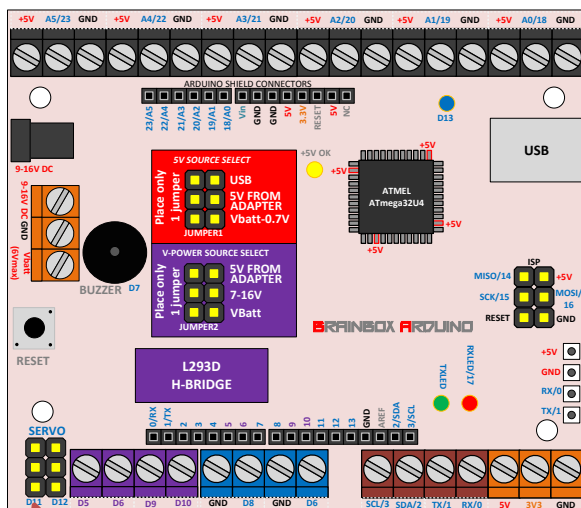 +5V A5/23 GND +5V A4/22 GND +5V A3/21 GND +5V A2/20 GND +5V A1/19 GND +5V A0/18 GND
ARDUINO SHIELD CONNECTORS
23/A5
22/A4
21/A3
20/A2
19/A1
18/A0
Vin
GND
GND
5V
3.3V
RESET
5V
NC
D13
9-16V DC
+5V OK
+5V
+5V
ATMEL
ATmega32U4
+5V
+5V
USB
5V SOURCE SELECT
Place only
1 jumper
USB
5V FROM
ADAPTER
Vbatt-0.7V
JUMPER1
V-POWER SOURCE SELECT
Place only
1 jumper
5V FROM
ADAPTER
7-16V
VBatt
JUMPER2
9-16V DC
GND
Vbatt
(6Vmax)
BUZZER
D7
RESET
ISP
MISO/14
+5V
SCK/15
MOSI/
16
RESET
GND
BRAINBOX ARDUINO
L293D
H-BRIDGE
TXLED
RXLED/17
+5V
GND
RX/0
TX/1
0/RX
1/TX
2
3
4
5
6
7
8
9
10
11
12
13
GND
AREF
2/SDA
3/SCL
SERVO
D11 D12 D5 D6 D9 D10 GND D8 GND D6 SCL/3 SDA/2 TX/1 RX/0 5V 3V3 GND